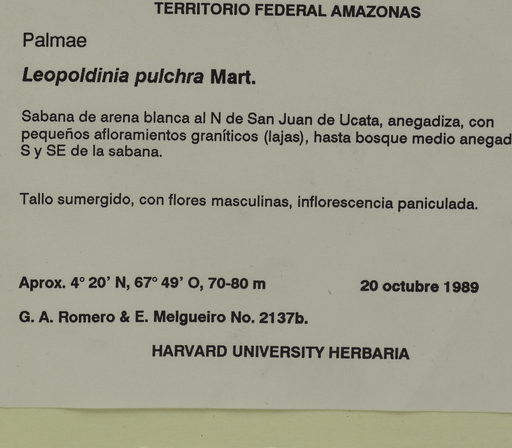 TERRITORIO FEDERAL AMAZONAS
Palmae
Leopoldinia pulchra Mart.
Sabana de arena blanca al N de San Juan de Ucata, anegadiza, con
pequeños afloramientos graníticos (lajas), hasta bosque medio anegad
S y SE de la sabana.
Tallo sumergido, con flores masculinas, inflorescencia paniculada.
Aprox. 4° 20' N, 67° 49' O, 70-80 m 20 octubre 1989
G. A. Romero & E. Melgueiro No. 2137b.
HARVARD UNIVERSITY HERBARIA